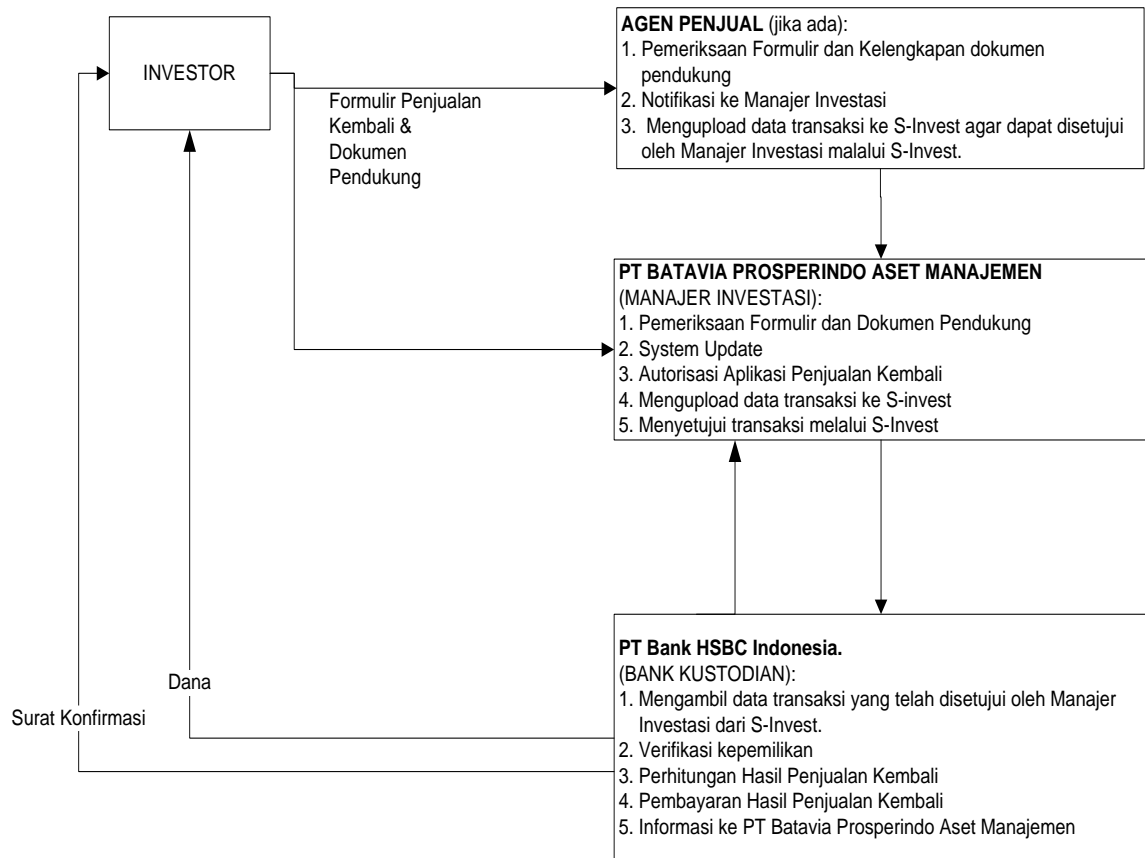 INVESTOR
Formulir Penjualan
Kembali &
Dokumen
Pendukung
AGEN PENJUAL (jika ada):
1. Pemeriksaan Formulir dan Kelengkapan dokumen
pendukung
2. Notifikasi ke Manajer Investasi
3. Mengupload data transaksi ke S-Invest agar dapat disetujui
oleh Manajer Investasi malalui S-Invest.
PT BATAVIA PROSPERINDO ASET MANAJEMEN
(MANAJER INVESTASI):
1. Pemeriksaan Formulir dan Dokumen Pendukung
2. System Update
3. Autorisasi Aplikasi Penjualan Kembali
4. Mengupload data transaksi ke S-invest
5. Menyetujui transaksi melalui S-Invest
Dana
Surat Konfirmasi
PT Bank HSBC Indonesia.
(BANK KUSTODIAN):
1. Mengambil data transaksi yang telah disetujui oleh Manajer
Investasi dari S-Invest.
2. Verifikasi kepemilikan
3. Perhitungan Hasil Penjualan Kembali
4. Pembayaran Hasil Penjualan Kembali
5. Informasi ke PT Batavia Prosperindo Aset Manajemen